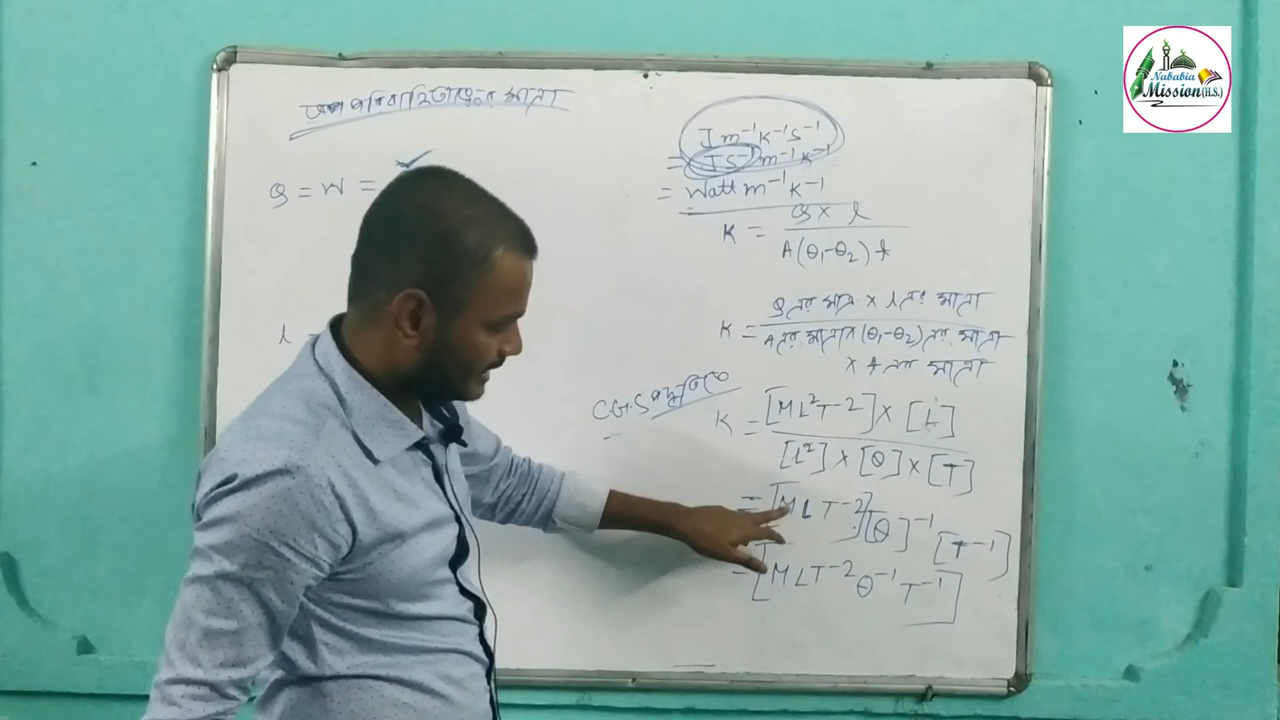 তাপ পরিবাহিতাঙ্কের মাত্রা
Q = W =
l =
J m⁻¹ K⁻¹ S⁻¹
= J S⁻¹ m⁻¹ K⁻¹
= Watt m⁻¹ K⁻¹
K = Q × l / A(θ₁-θ₂) t
K = Q এর মাত্রা × l এর মাত্রা
A এর মাত্রা × (θ₁-θ₂) এর মাত্রা
× t এর মাত্রা
C.G.S পদ্ধতিতে
K = [ML²T⁻²] × [L]
[L²] × [θ] × [T]
= [MLT⁻²][θ]⁻¹ [T⁻¹]
= [MLT⁻² θ⁻¹ T⁻¹]
Nababia
Mission (H.S.)